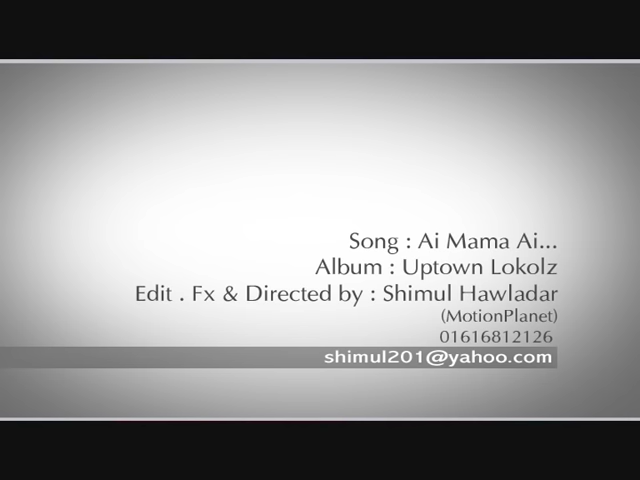 Song : Ai Mama Ai...
Album : Uptown Lokolz
Edit . Fx & Directed by : Shimul Hawladar
(MotionPlanet)
01616812126
shimul201@yahoo.com